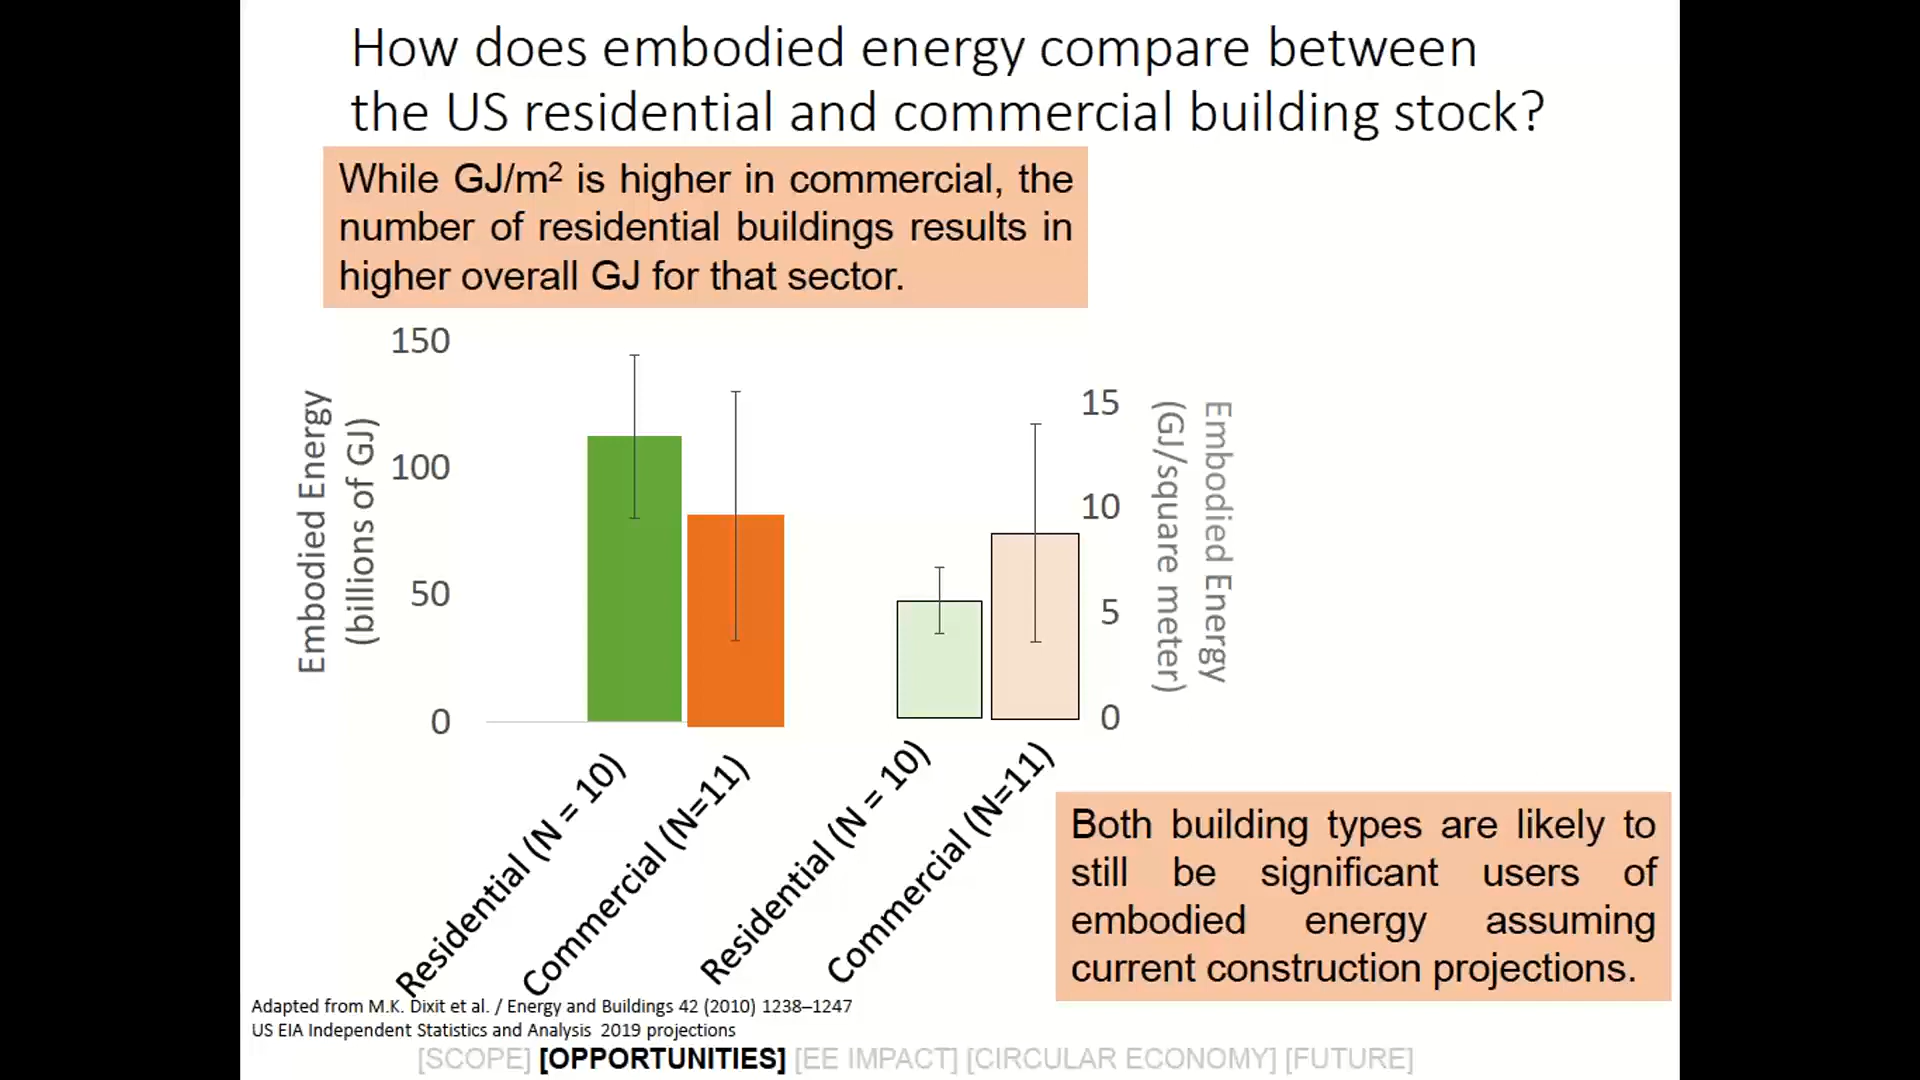 How does embodied energy compare between
the US residential and commercial building stock?
While GJ/m² is higher in commercial, the
number of residential buildings results in
higher overall GJ for that sector.
Embodied Energy
(billions of GJ)
150
100
50
0
15
10
5
0
Embodied Energy
(GJ/square meter)
Residential (N = 10)
Commercial (N=11)
Residential (N = 10)
Commercial (N=11)
Both building types are likely to
still be significant users of
embodied energy assuming
current construction projections.
Adapted from M.K. Dixit et al. / Energy and Buildings 42 (2010) 1238–1247
US EIA Independent Statistics and Analysis 2019 projections
[SCOPE] [OPPORTUNITIES] [EE IMPACT] [CIRCULAR ECONOMY] [FUTURE]